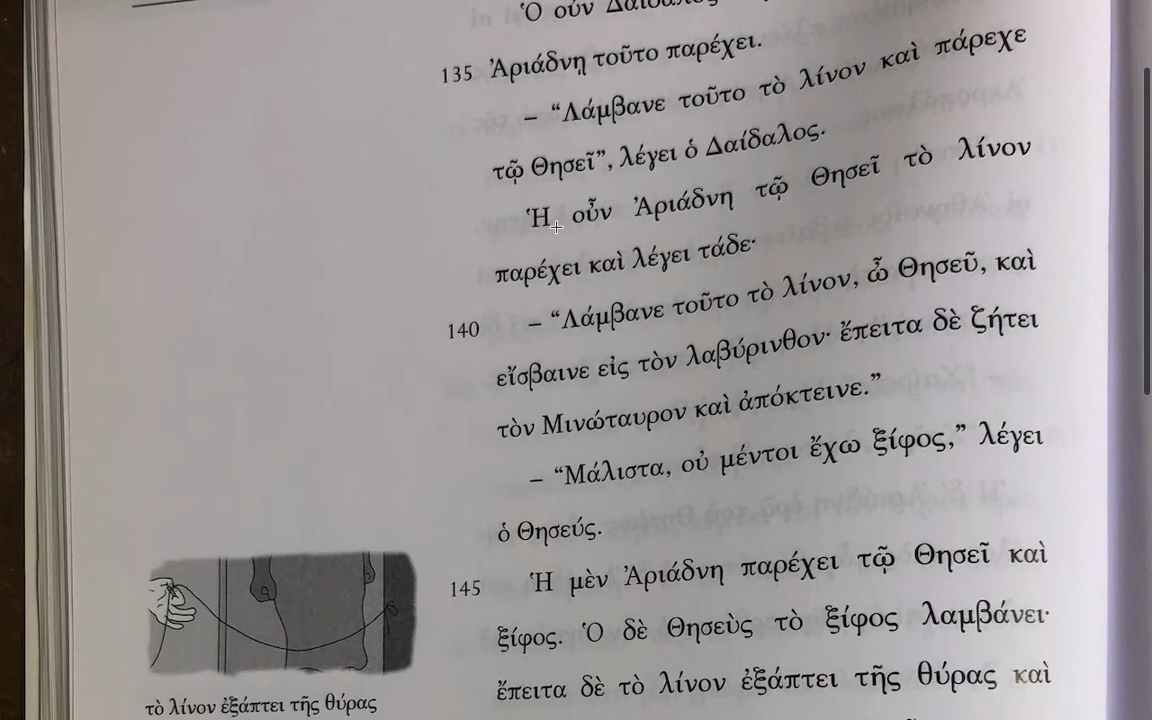 Ὁ οὖν Δαίδαλος
135 Ἀριάδνῃ τοῦτο παρέχει.
– “Λάμβανε τοῦτο τὸ λίνον καὶ πάρεχε
τῷ Θησεῖ”, λέγει ὁ Δαίδαλος.
Ἡ οὖν Ἀριάδνη τῷ Θησεῖ τὸ λίνον
παρέχει καὶ λέγει τάδε·
140 – “Λάμβανε τοῦτο τὸ λίνον, ὦ Θησεῦ, καὶ
εἴσβαινε εἰς τὸν λαβύρινθον· ἔπειτα δὲ ζήτει
τὸν Μινώταυρον καὶ ἀπόκτεινε.”
– “Μάλιστα, οὐ μέντοι ἔχω ξίφος,” λέγει
ὁ Θησεύς.
145 Ἡ μὲν Ἀριάδνη παρέχει τῷ Θησεῖ καὶ
ξίφος. Ὁ δὲ Θησεὺς τὸ ξίφος λαμβάνει·
ἔπειτα δὲ τὸ λίνον ἐξάπτει τῆς θύρας καὶ
τὸ λίνον ἐξάπτει τῆς θύρας